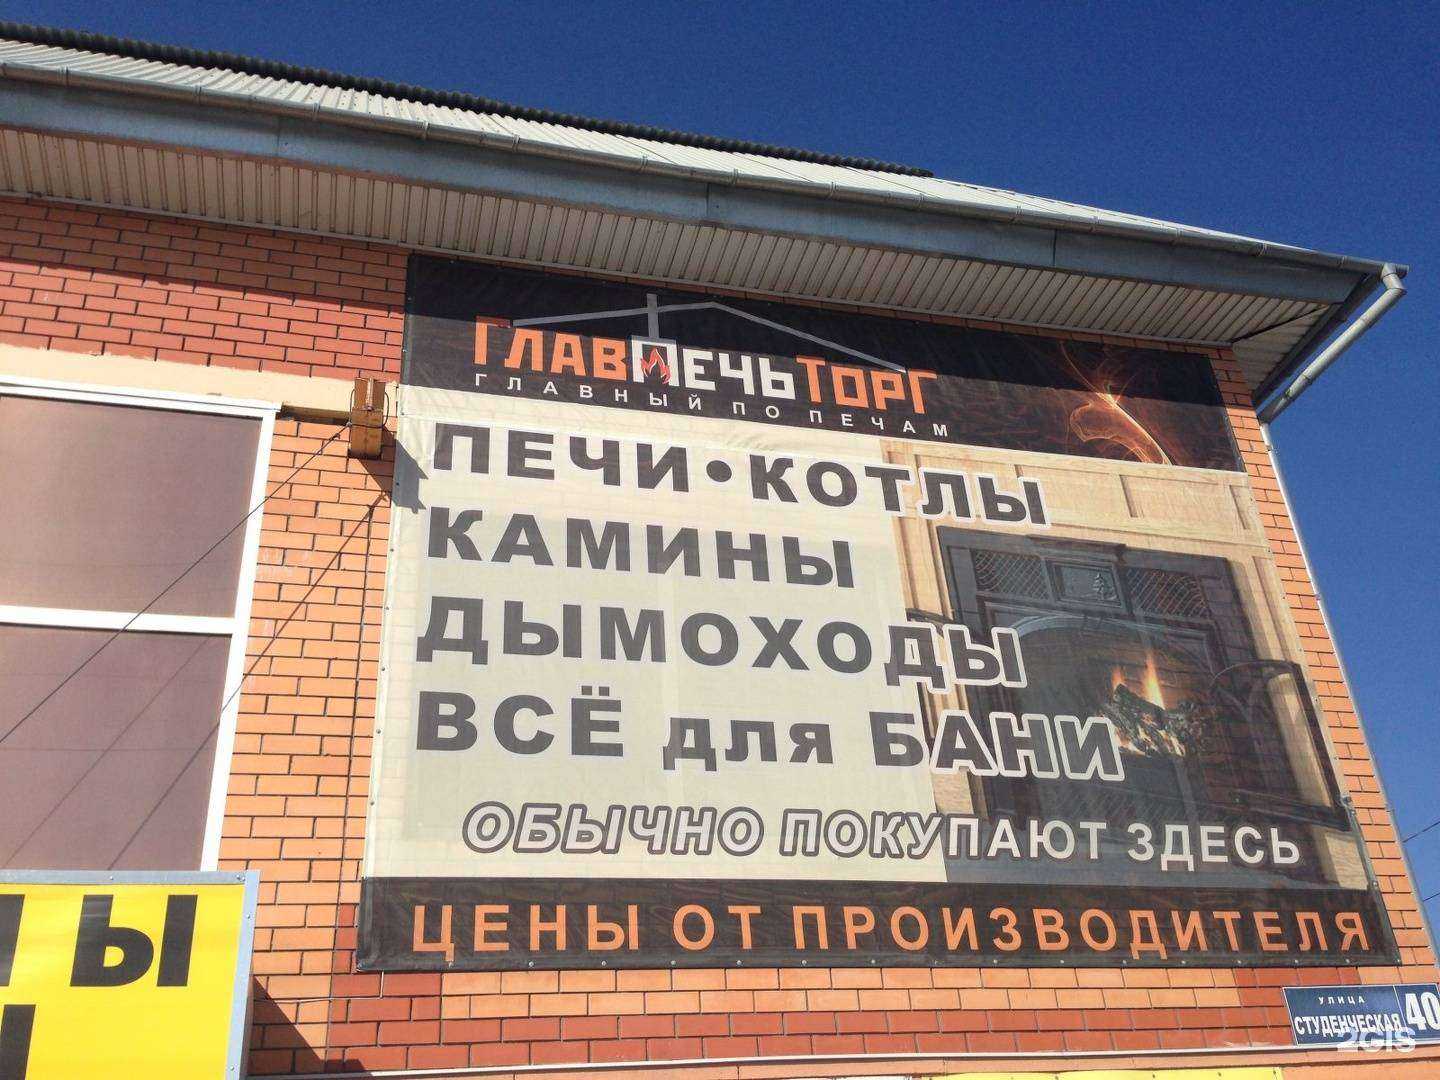 ГЛАВПЕЧЬТОРГ
ГЛАВНЫЙ ПО ПЕЧАМ
ПЕЧИ • КОТЛЫ
КАМИНЫ
ДЫМОХОДЫ
ВСЁ для БАНИ
ОБЫЧНО ПОКУПАЮТ ЗДЕСЬ
ЦЕНЫ ОТ ПРОИЗВОДИТЕЛЯ
УЛИЦА
СТУДЕНЧЕСКАЯ 40
2GIS